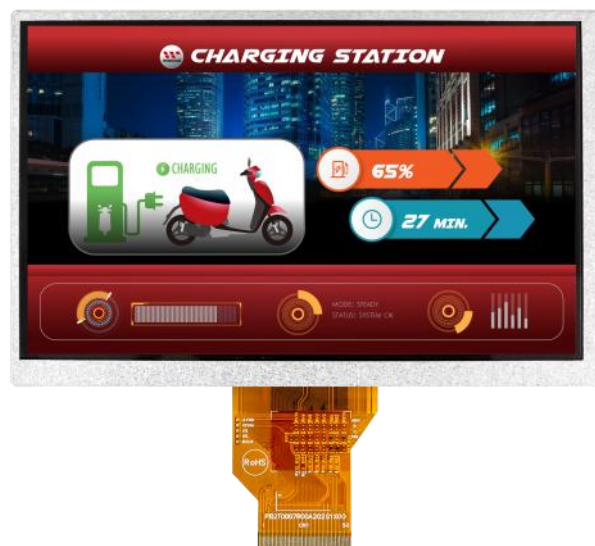 CHARGING STATION
CHARGING
65%
27 MIN.
MODE: STEADY
STATUS: SYSTEM OK
RoHS